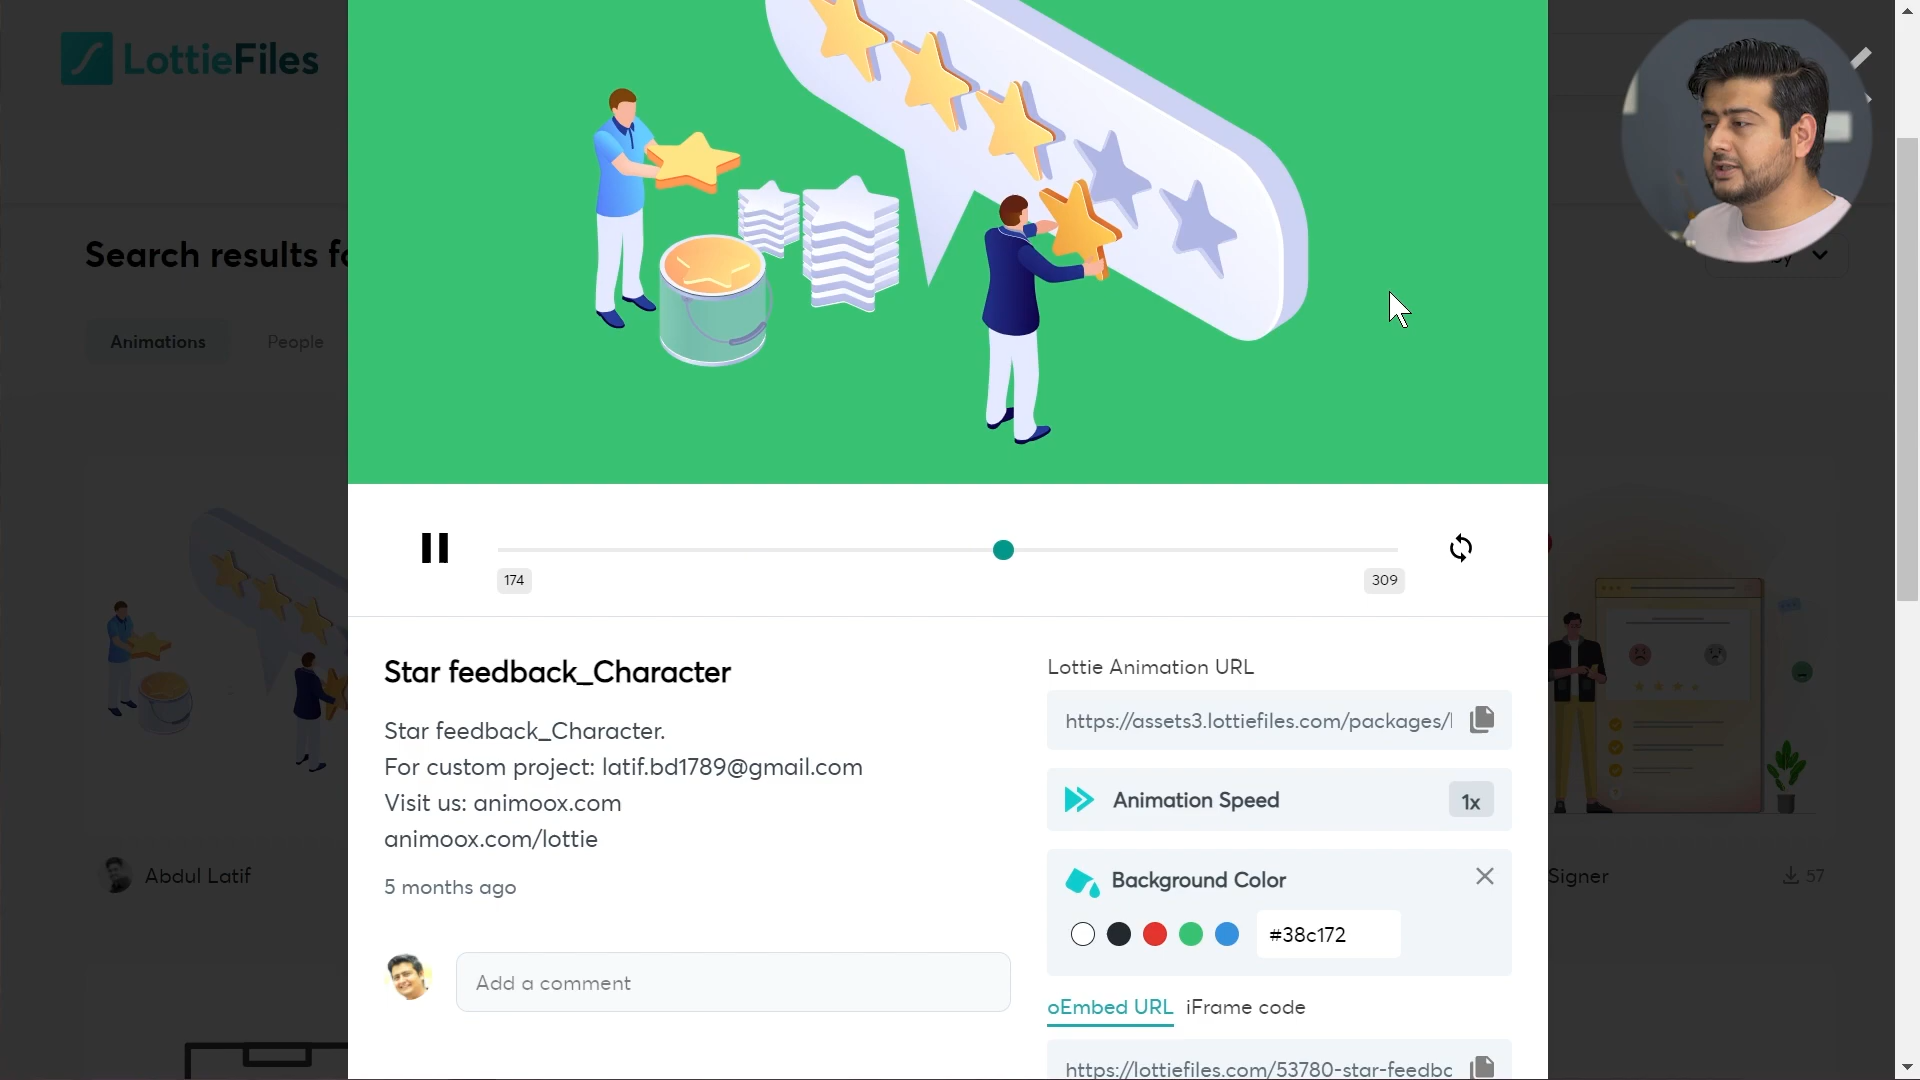 LottieFiles
Search results fo
Animations
People
174
309
Star feedback_Character
Star feedback_Character.
For custom project: latif.bd1789@gmail.com
Visit us: animoox.com
animoox.com/lottie
5 months ago
Add a comment
Lottie Animation URL
https://assets3.lottiefiles.com/packages/l
Animation Speed
1x
Background Color
#38c172
oEmbed URL
iFrame code
https://lottiefiles.com/53780-star-feedbc
Abdul Latif
Signer
57